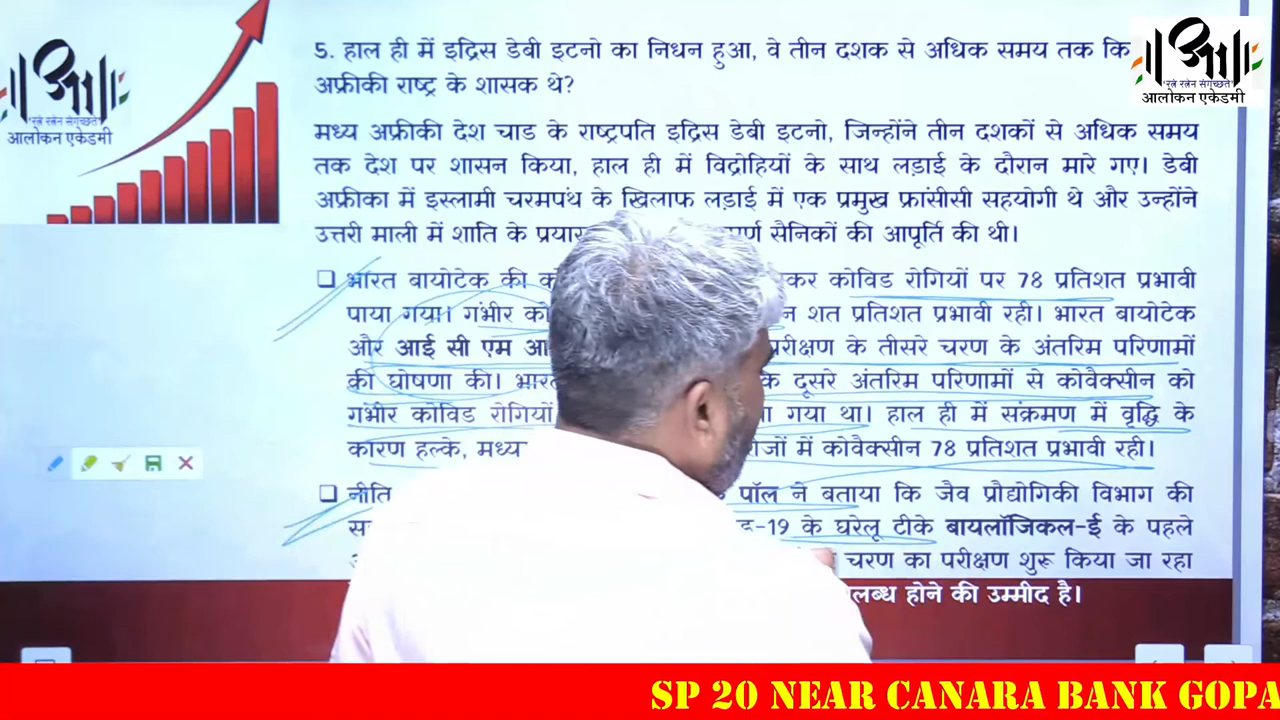 5. हाल ही में इद्रिस डेबी इटनो का निधन हुआ, वे तीन दशक से अधिक समय तक कि
अफ्रीकी राष्ट्र के शासक थे?
मध्य अफ्रीकी देश चाड के राष्ट्रपति इद्रिस डेबी इटनो, जिन्होंने तीन दशकों से अधिक समय
तक देश पर शासन किया, हाल ही में विद्रोहियों के साथ लड़ाई के दौरान मारे गए। डेबी
अफ्रीका में इस्लामी चरमपंथ के खिलाफ लड़ाई में एक प्रमुख फ्रांसीसी सहयोगी थे और उन्होंने
उत्तरी माली में शाति के प्रयास सैनिकों की आपूर्ति की थी।
❑ भारत बायोटेक की कोविड रोगियों पर 78 प्रतिशत प्रभावी
पाया गया। गंभीर शत प्रतिशत प्रभावी रही। भारत बायोटेक
और आई सी एम परीक्षण के तीसरे चरण के अंतरिम परिणामों
की घोषणा की। दूसरे अंतरिम परिणामों से कोवैक्सीन को
गंभीर कोविड रोगियों गया था। हाल ही में संक्रमण में वृद्धि के
कारण हल्के, मध्य में कोवैक्सीन 78 प्रतिशत प्रभावी रही।
❑ नीति पॉल ने बताया कि जैव प्रौद्योगिकी विभाग की
-19 के घरेलू टीके बायलॉजिकल-ई के पहले
चरण का परीक्षण शुरू किया जा रहा
होने की उम्मीद है।
आलोकन एकेडमी
आलोकन एकेडमी
SP 20 NEAR CANARA BANK GOPA